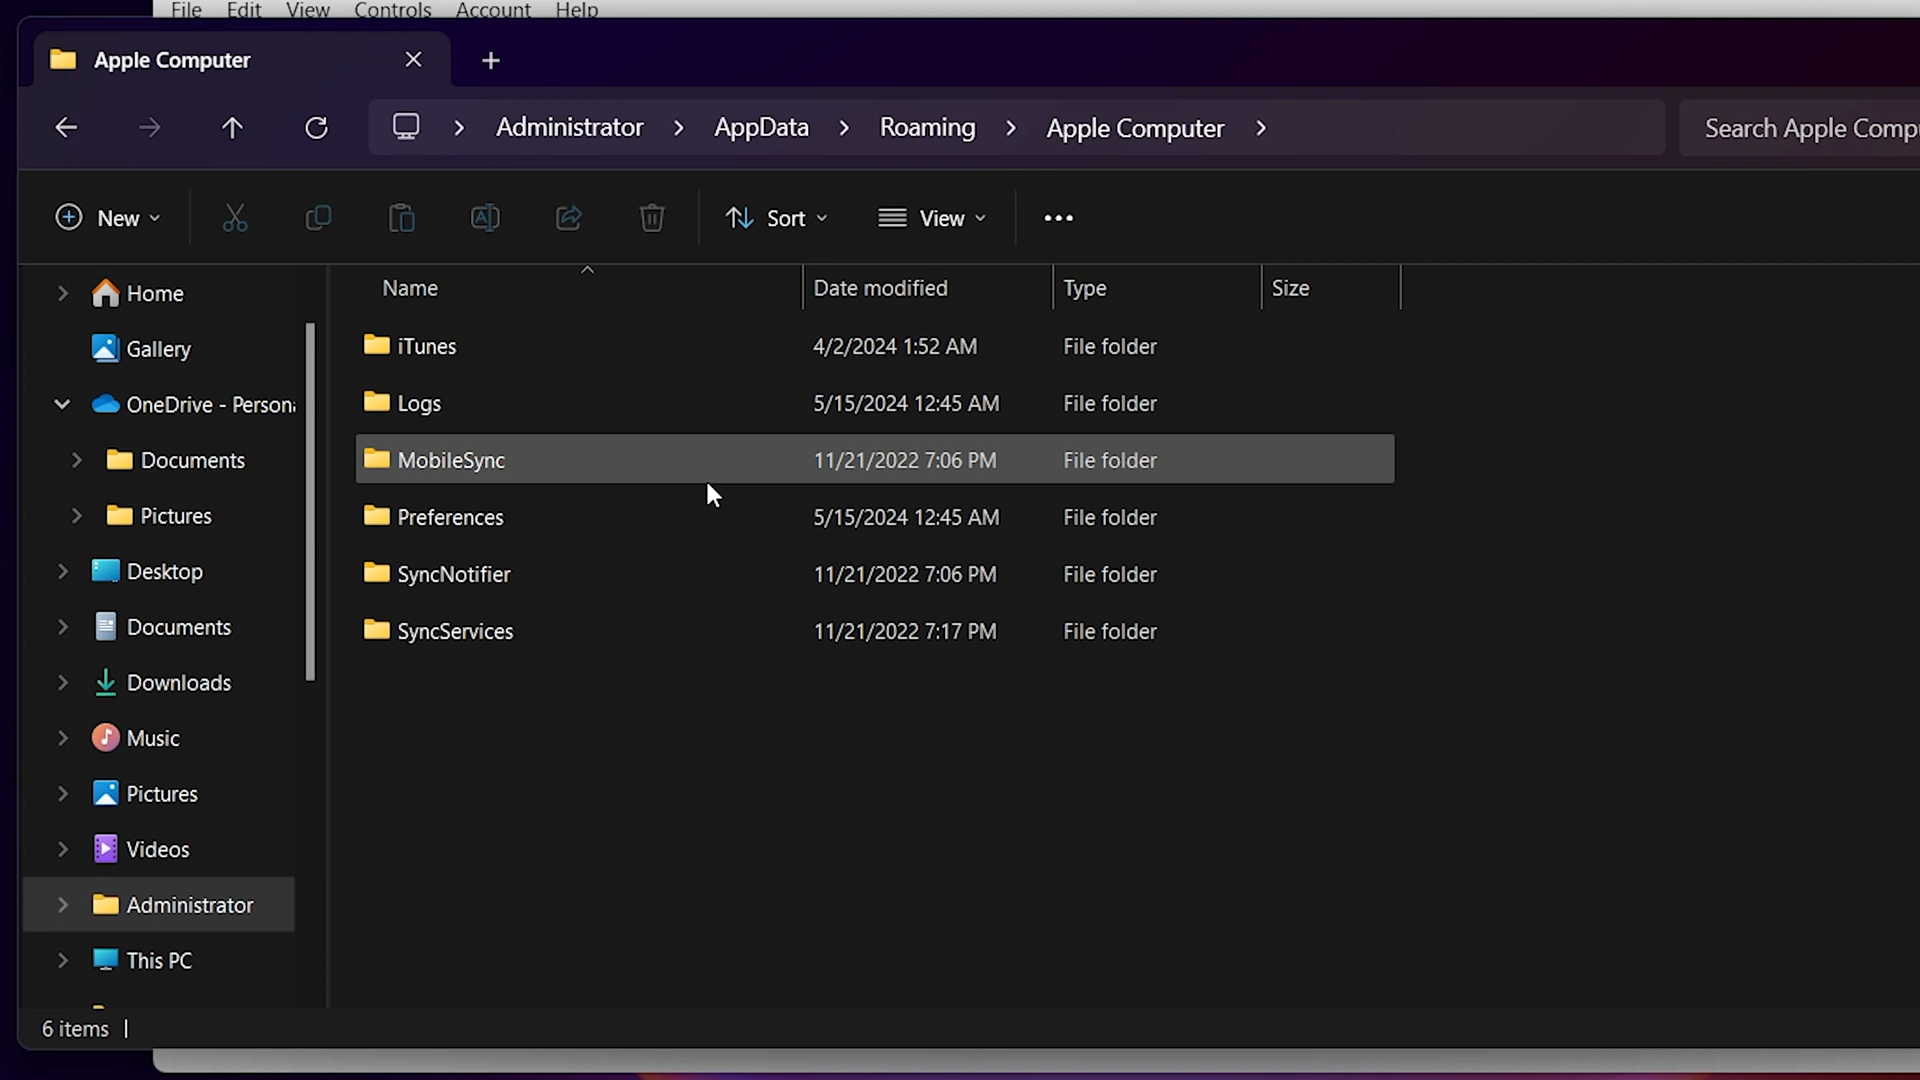 File Edit View Controls Account Help
Apple Computer
Administrator AppData Roaming Apple Computer Search Apple Comp
New Sort View
Name Date modified Type Size
iTunes 4/2/2024 1:52 AM File folder
Logs 5/15/2024 12:45 AM File folder
MobileSync 11/21/2022 7:06 PM File folder
Preferences 5/15/2024 12:45 AM File folder
SyncNotifier 11/21/2022 7:06 PM File folder
SyncServices 11/21/2022 7:17 PM File folder
Home
Gallery
OneDrive - Person
Documents
Pictures
Desktop
Documents
Downloads
Music
Pictures
Videos
Administrator
This PC
6 items